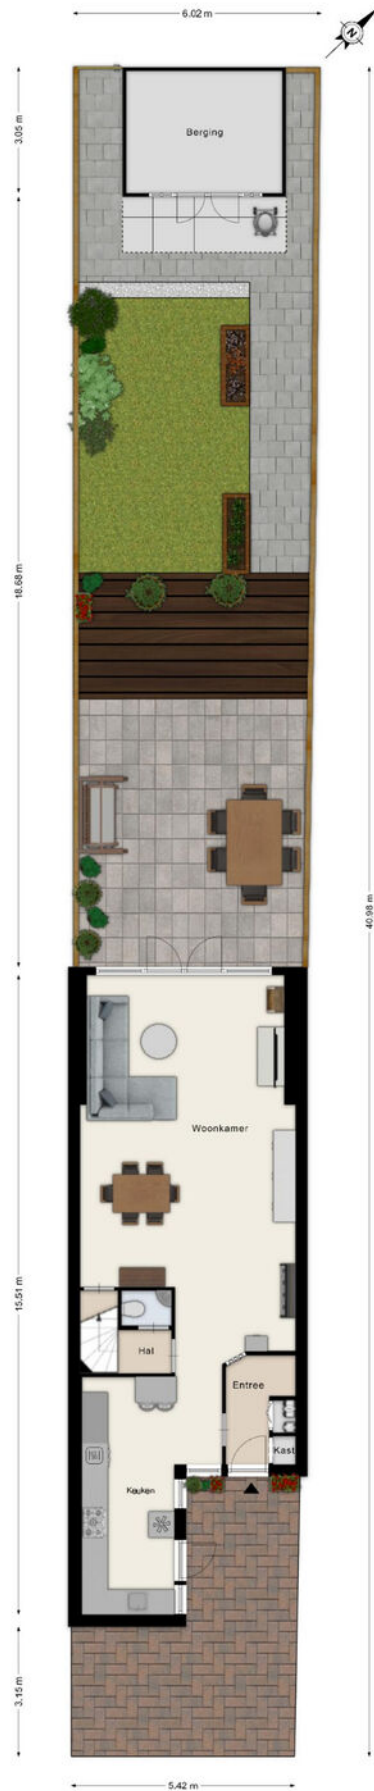 6.02 m
N
3.05 m
Berging
18.68 m
40.98 m
Woonkamer
15.51 m
Hal
Entree
Kast
Keuken
3.15 m
5.42 m